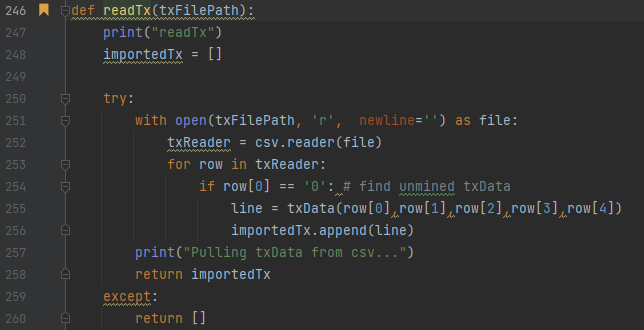 246 def readTx(txFilePath):
247     print("readTx")
248     importedTx = []
249
250     try:
251         with open(txFilePath, 'r',  newline='') as file:
252             txReader = csv.reader(file)
253             for row in txReader:
254                 if row[0] == '0': # find unmined txData
255                     line = txData(row[0],row[1],row[2],row[3],row[4])
256                     importedTx.append(line)
257         print("Pulling txData from csv...")
258         return importedTx
259     except:
260         return []